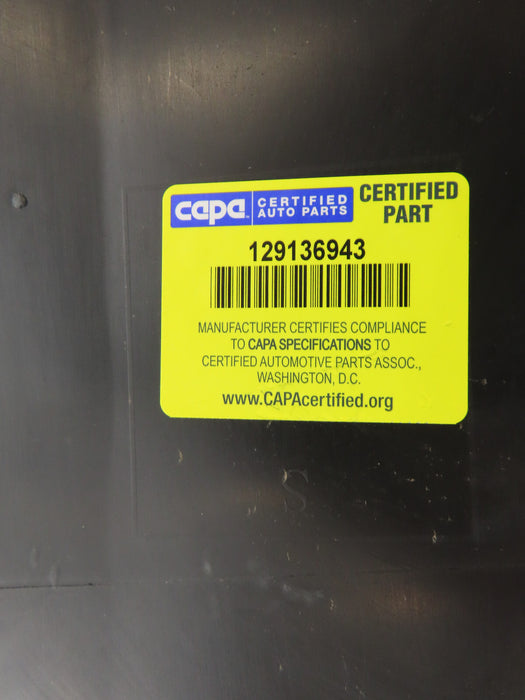 capa CERTIFIED AUTO PARTS
CERTIFIED PART
129136943
MANUFACTURER CERTIFIES COMPLIANCE
TO CAPA SPECIFICATIONS TO
CERTIFIED AUTOMOTIVE PARTS ASSOC.,
WASHINGTON, D.C.
www.CAPAcertified.org
S